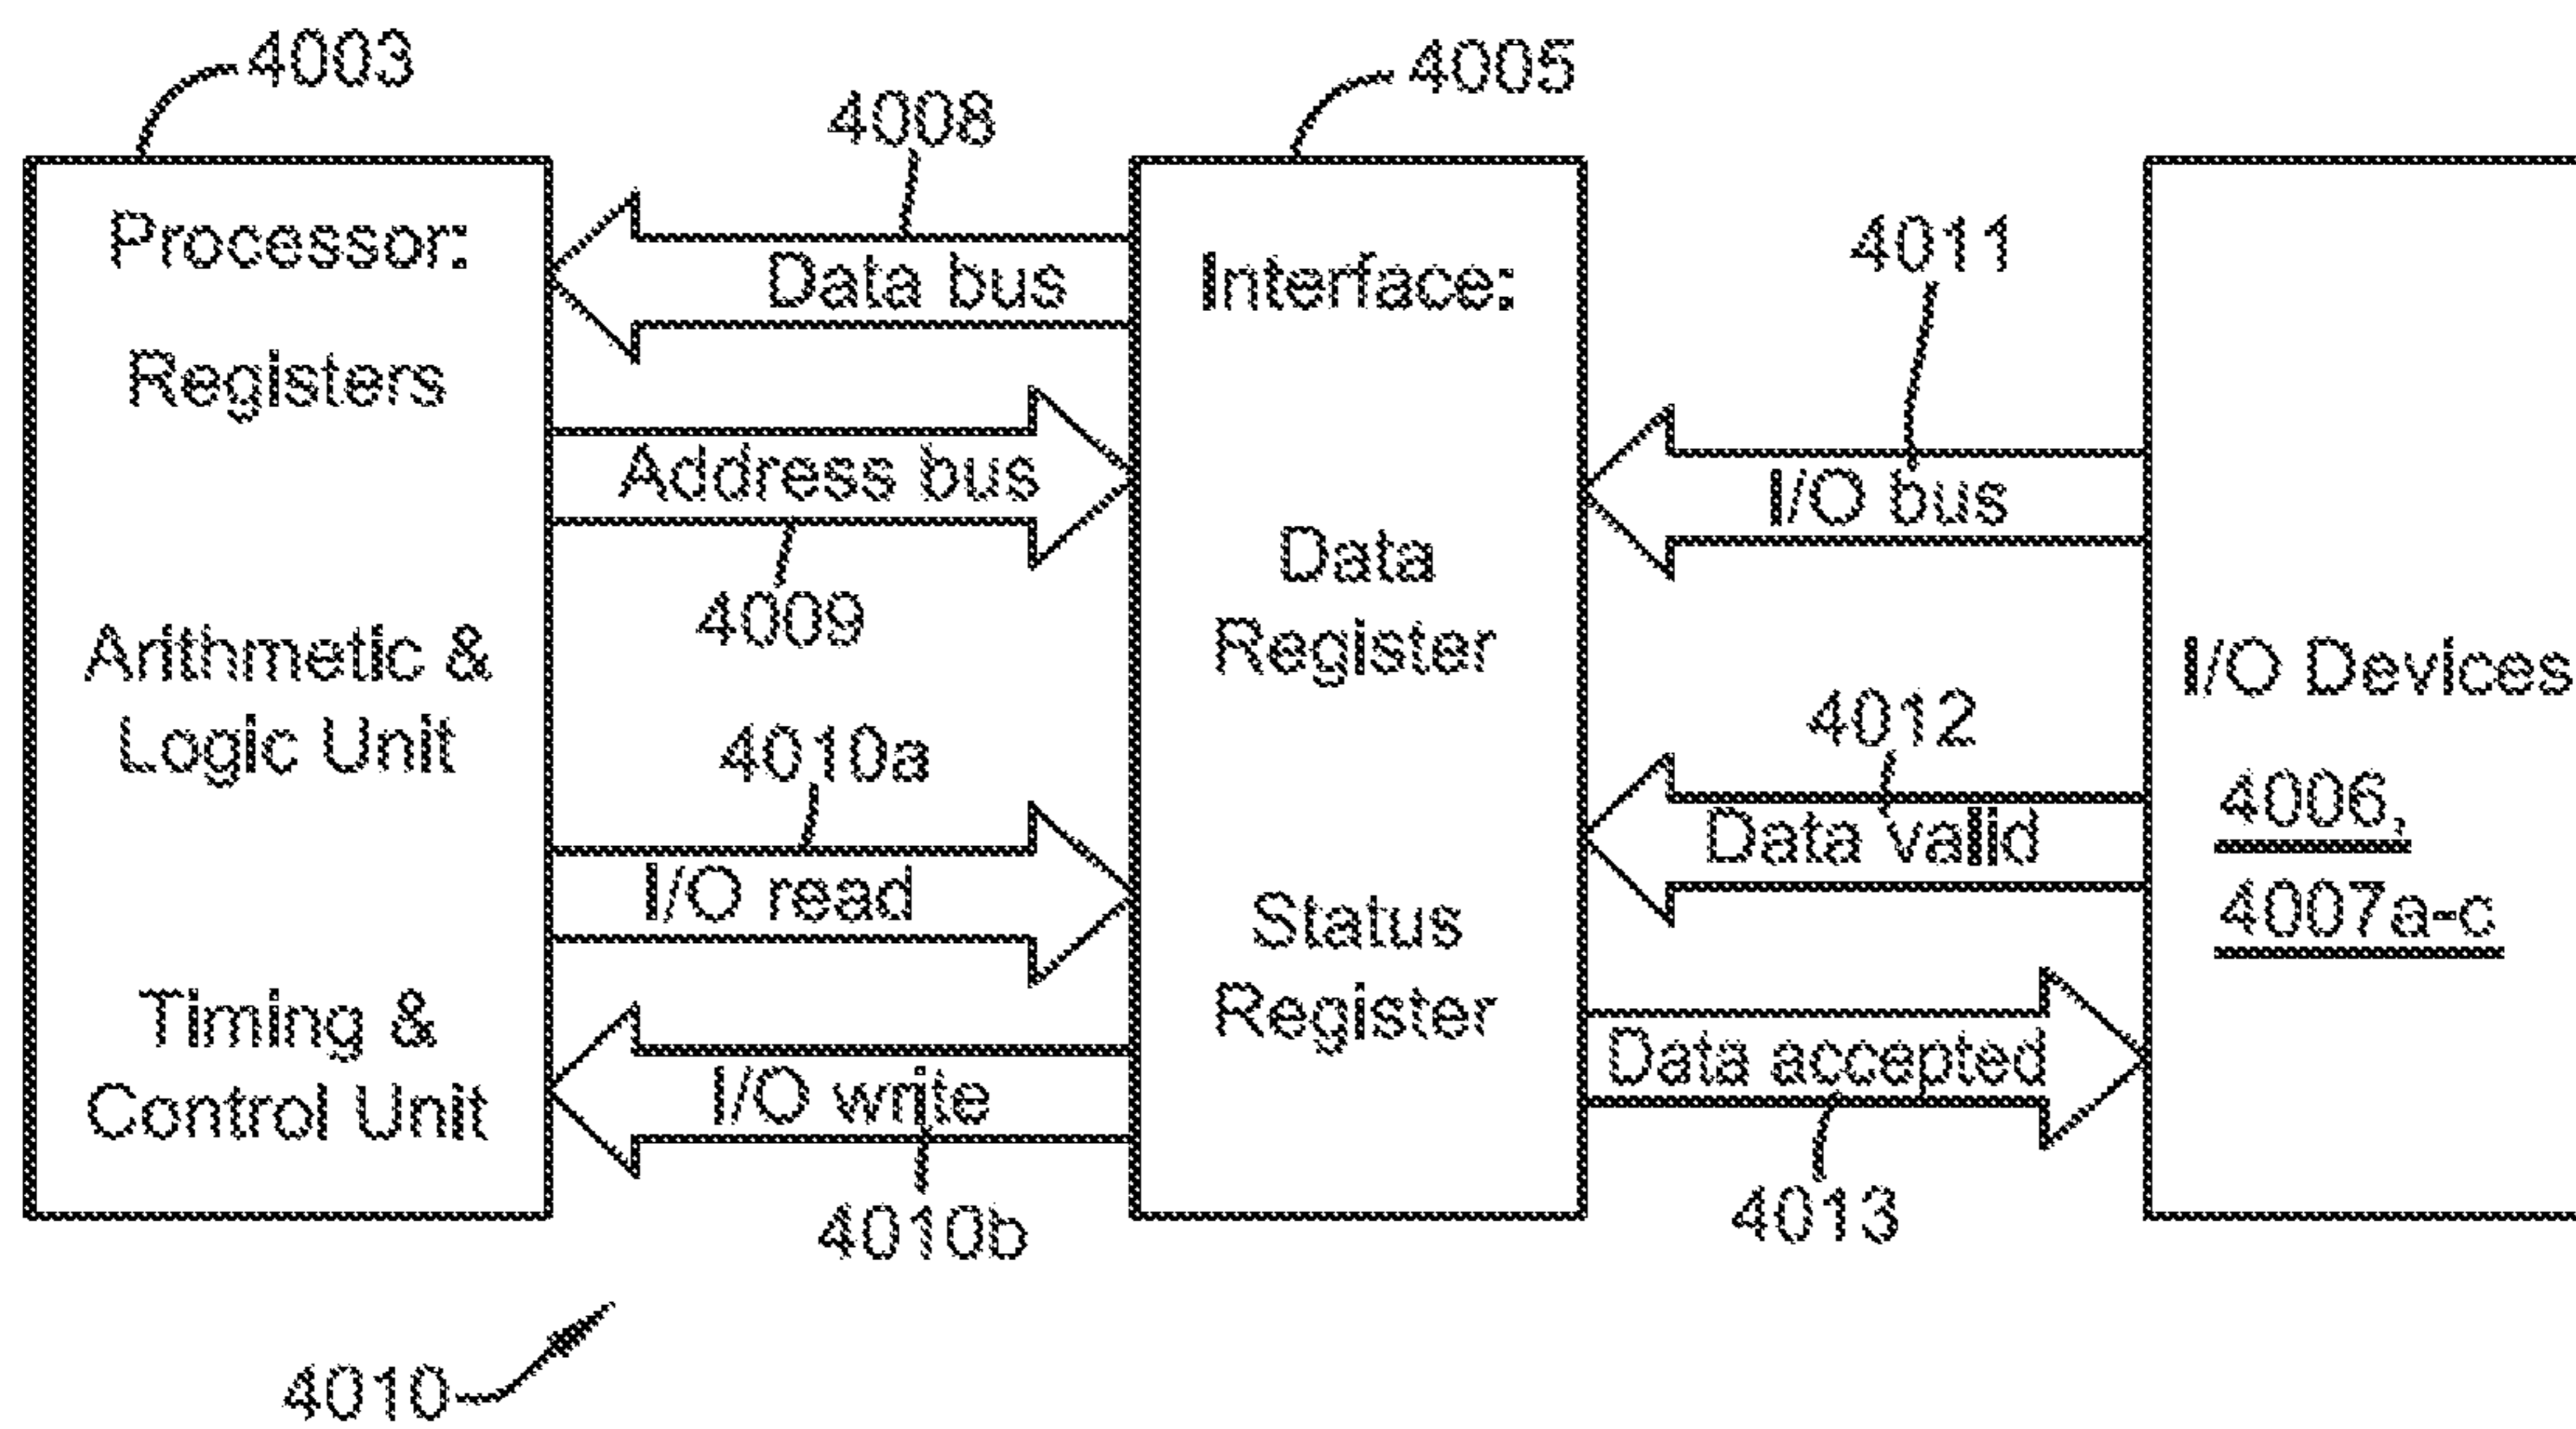 4003
4008
4005
Processor:
Registers
Arithmetic &
Logic Unit
Timing &
Control Unit
Data bus
Address bus
4009
4010a
I/O read
I/O write
4010b
4010
Interface:
Data
Register
Status
Register
4011
I/O bus
4012
Data valid
Data accepted
4013
I/O Devices
4006,
4007a-c